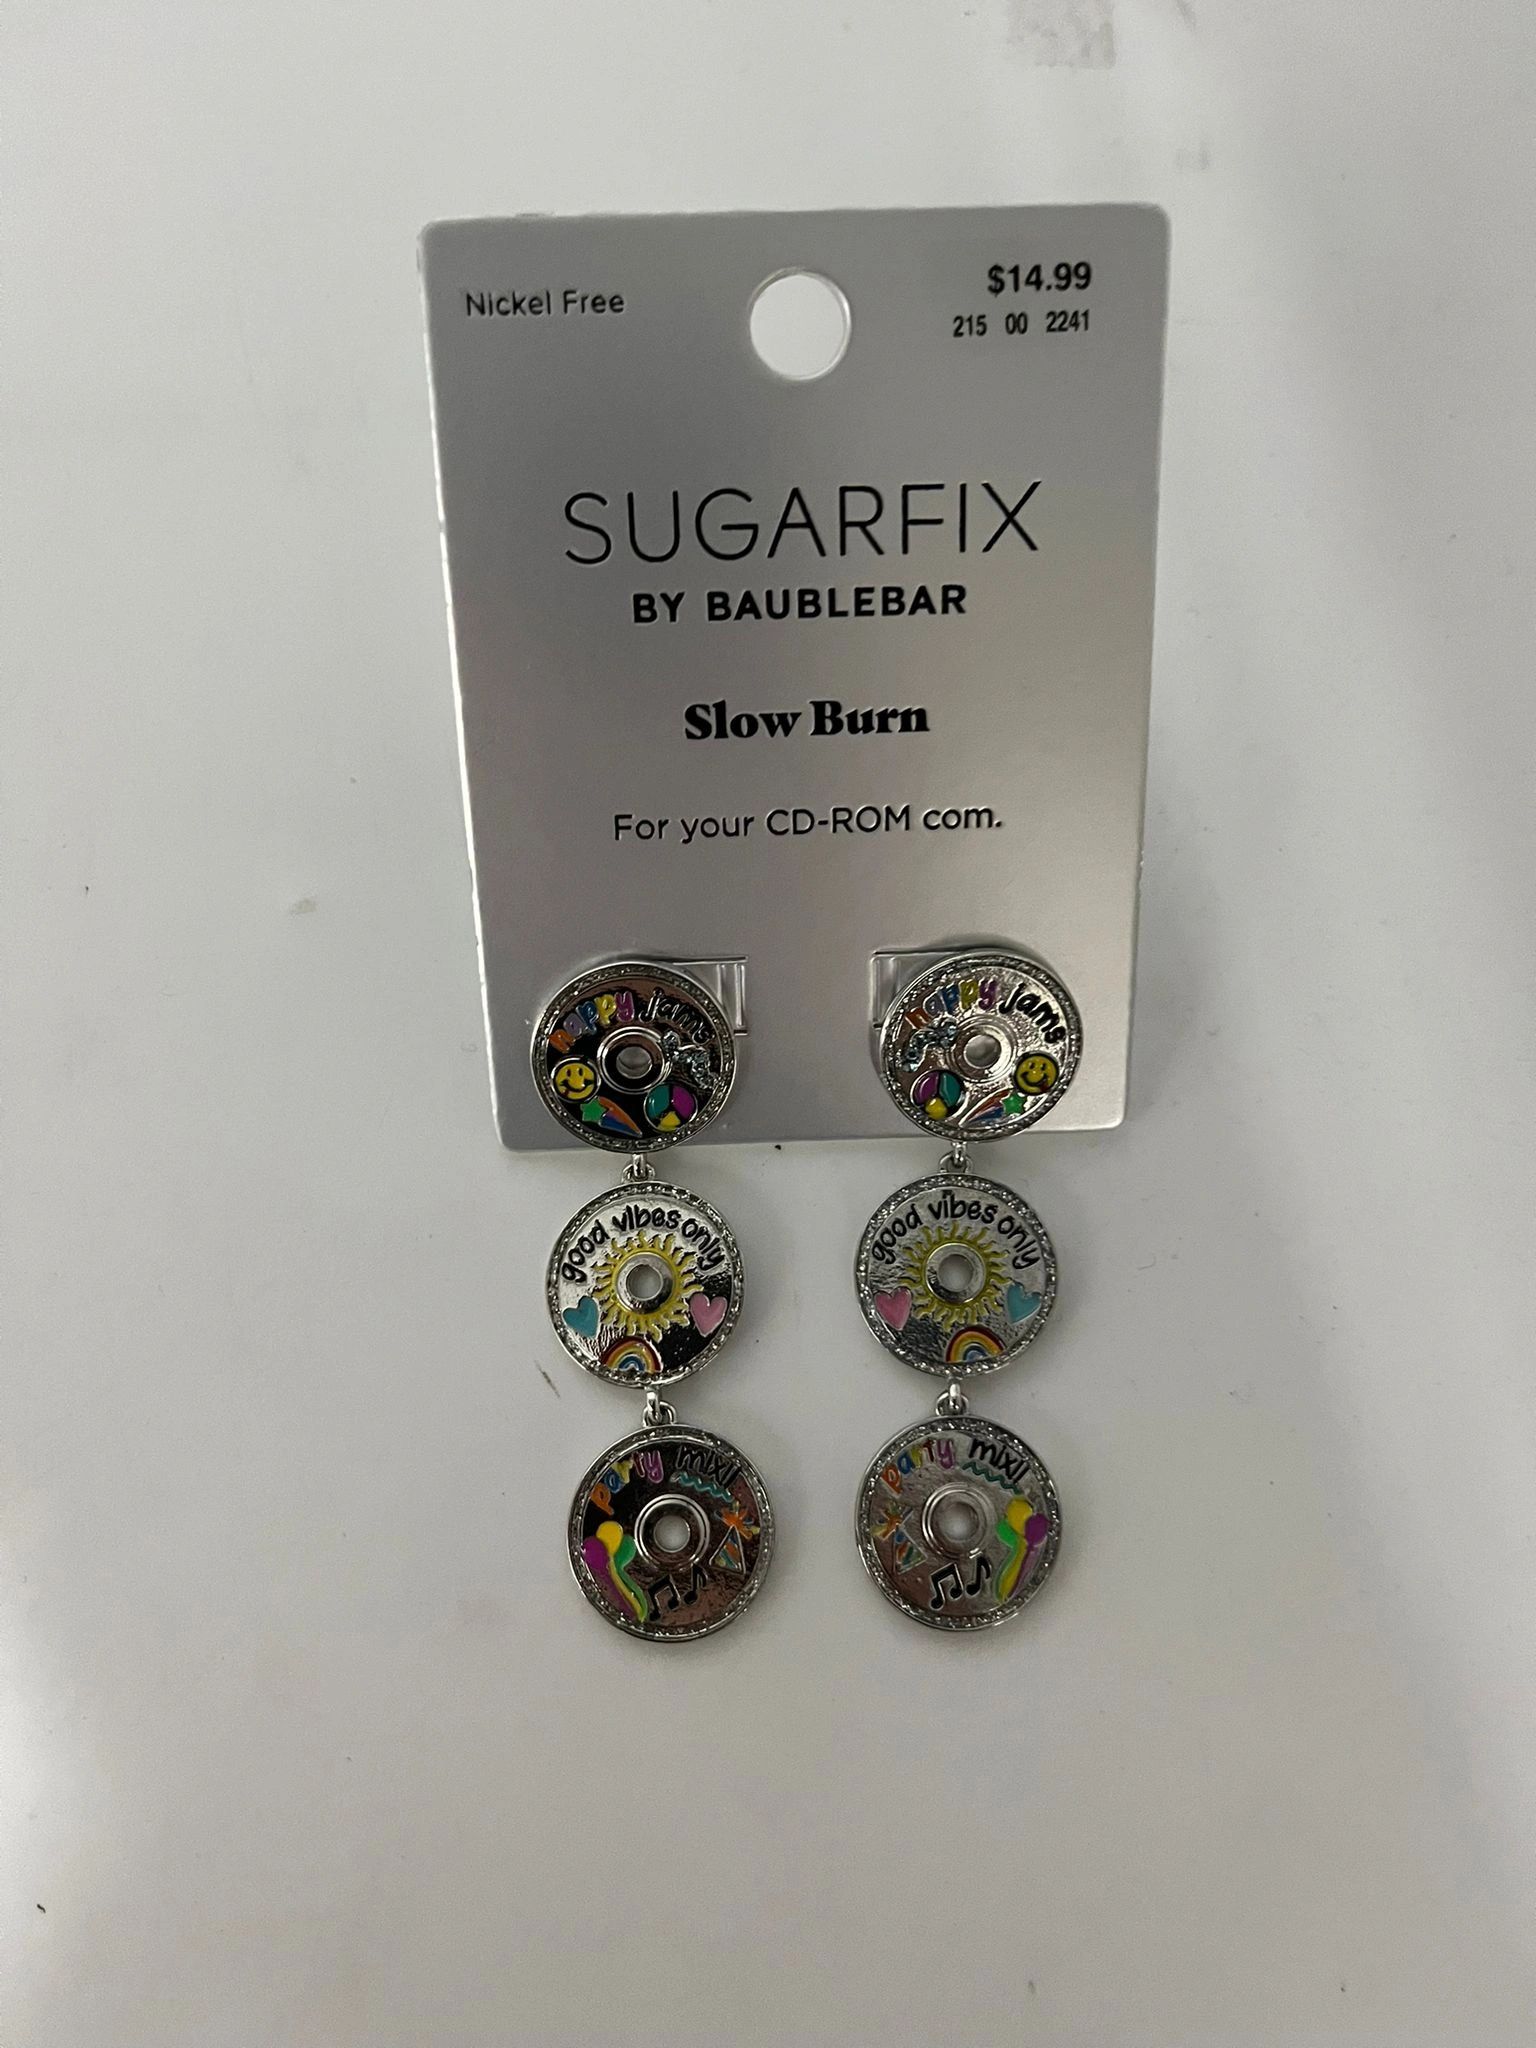 Nickel Free
$14.99
215 00 2241
SUGARFIX
BY BAUBLEBAR
Slow Burn
For your CD-ROM com.
happy jams
happy jams
good vibes only
good vibes only
party mix!!
party mix!!